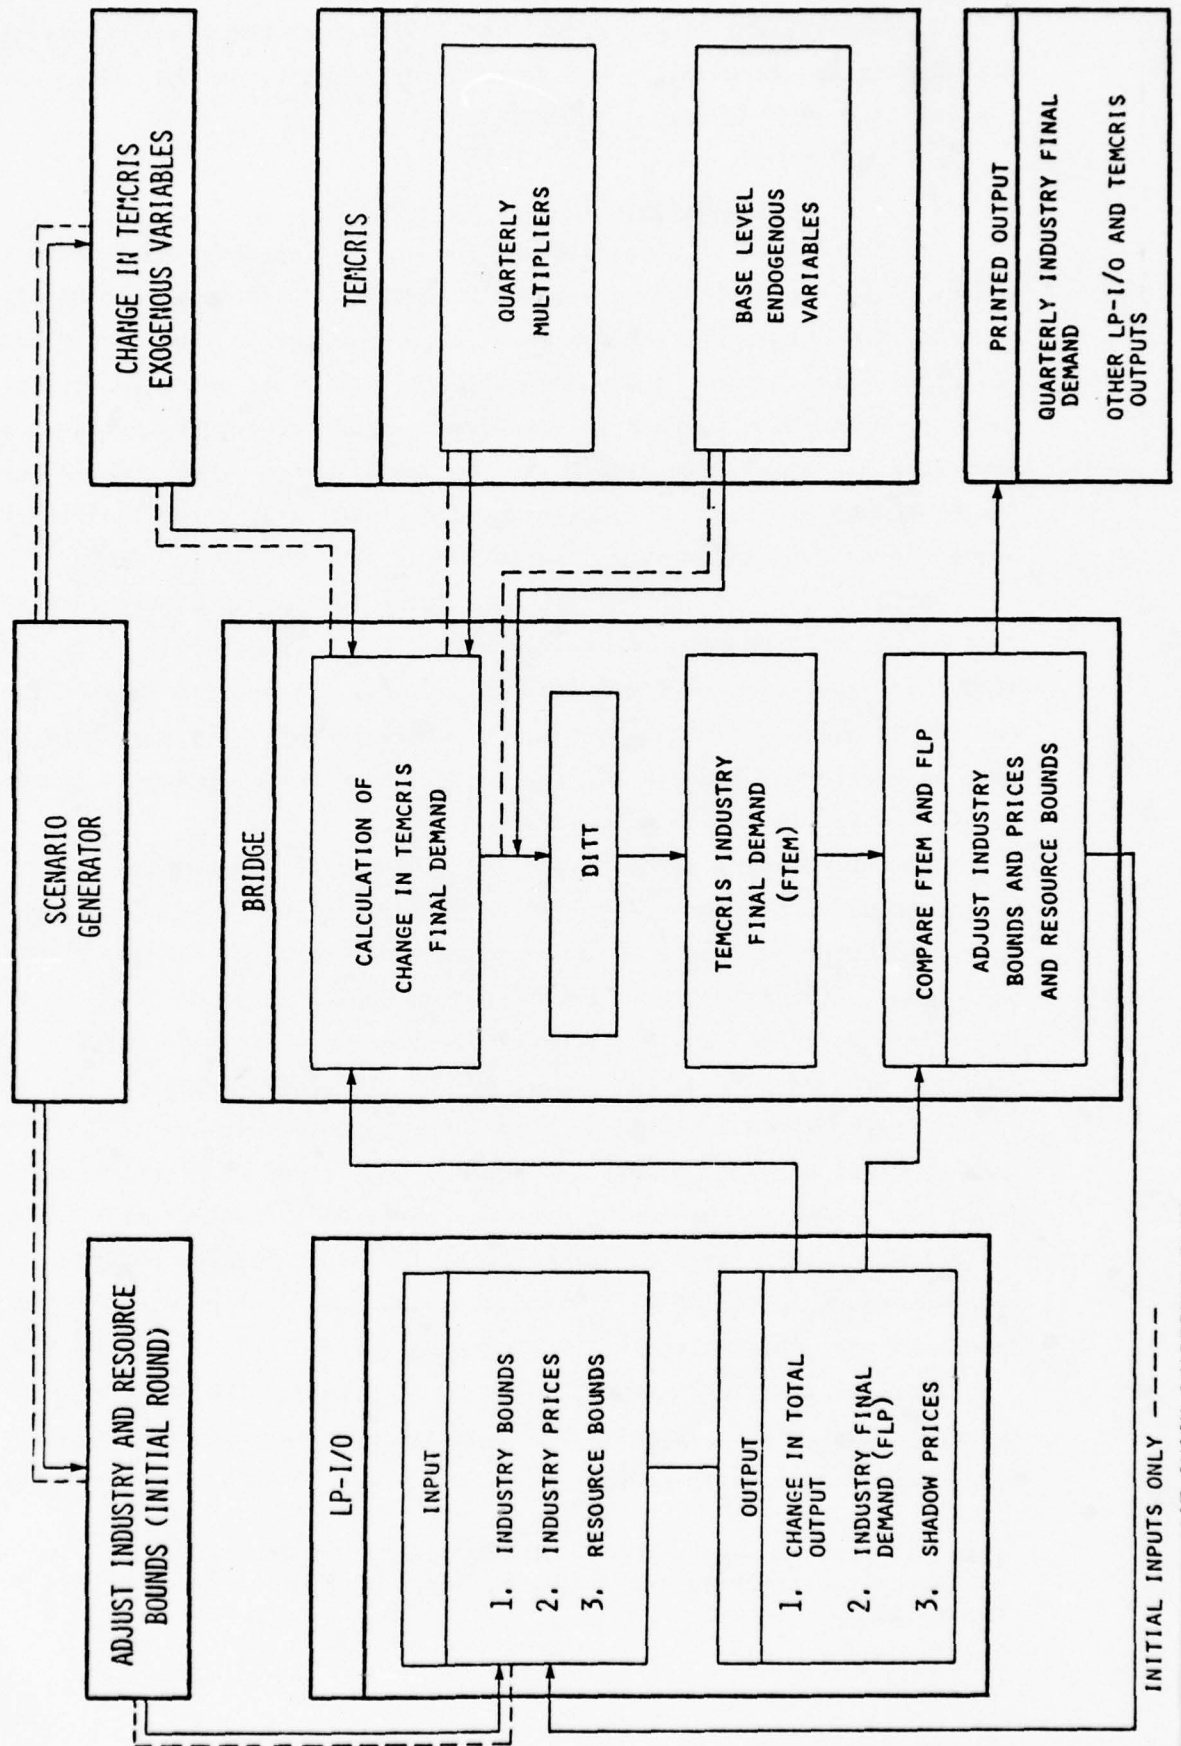 SCENARIO
GENERATOR
ADJUST INDUSTRY AND RESOURCE
BOUNDS (INITIAL ROUND)
CHANGE IN TEMCRIS
EXOGENOUS VARIABLES
LP-I/O
INPUT
1. INDUSTRY BOUNDS
2. INDUSTRY PRICES
3. RESOURCE BOUNDS
OUTPUT
1. CHANGE IN TOTAL
OUTPUT
2. INDUSTRY FINAL
DEMAND (FLP)
3. SHADOW PRICES
BRIDGE
CALCULATION OF
CHANGE IN TEMCRIS
FINAL DEMAND
DITT
TEMCRIS INDUSTRY
FINAL DEMAND
(FTEM)
COMPARE FTEM AND FLP
ADJUST INDUSTRY
BOUNDS AND PRICES
AND RESOURCE BOUNDS
TEMCRIS
QUARTERLY
MULTIPLIERS
BASE LEVEL
ENDOGENOUS
VARIABLES
PRINTED OUTPUT
QUARTERLY INDUSTRY FINAL
DEMAND
OTHER LP-I/O AND TEMCRIS
OUTPUTS
INITIAL INPUTS ONLY -----